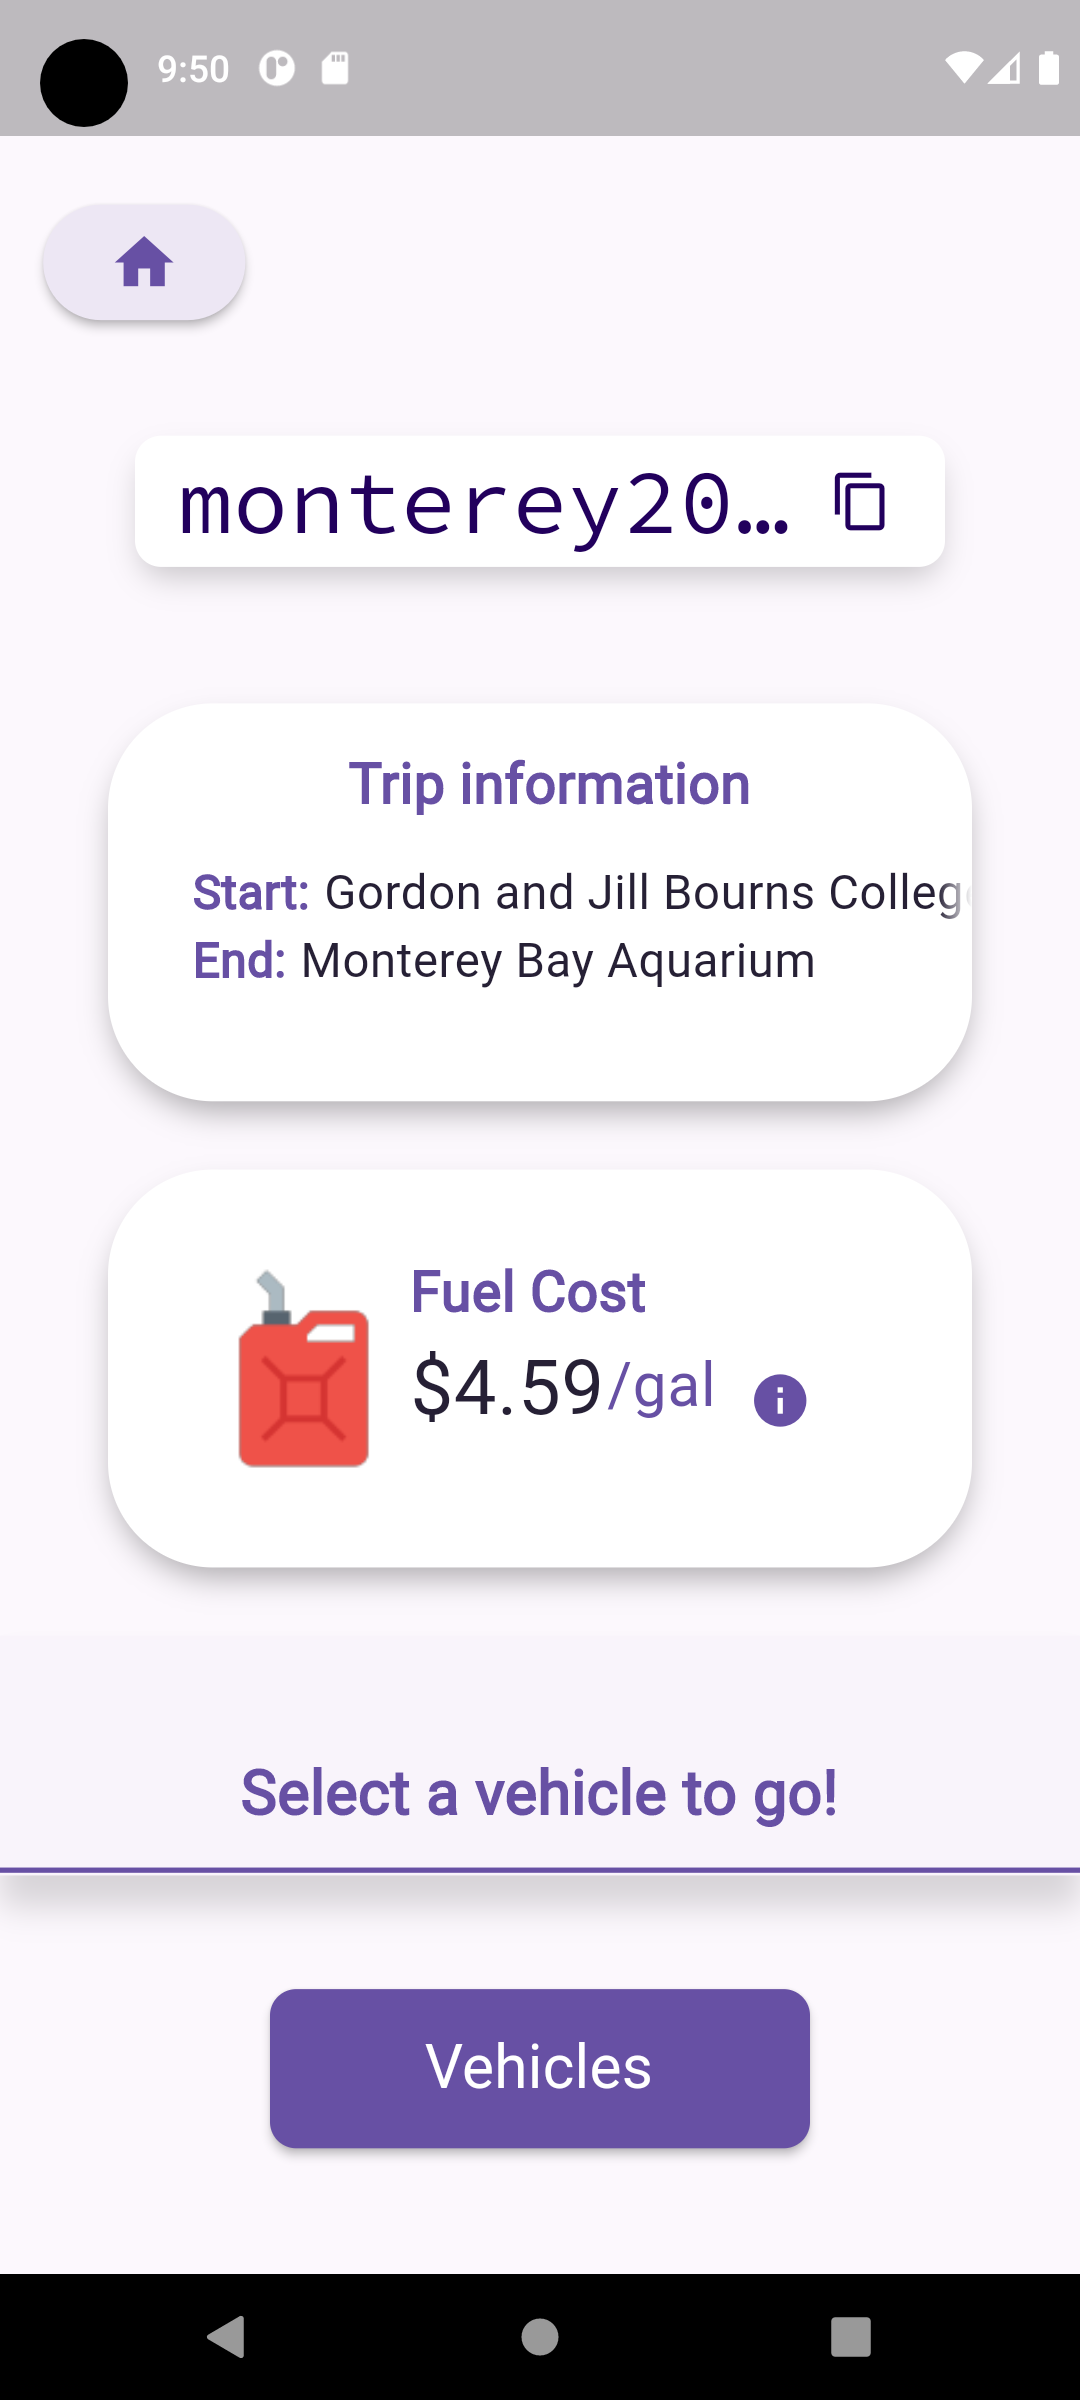 9:50
monterey20…
Trip information
Start: Gordon and Jill Bourns Colleg
End: Monterey Bay Aquarium
Fuel Cost
$4.59/gal
Select a vehicle to go!
Vehicles